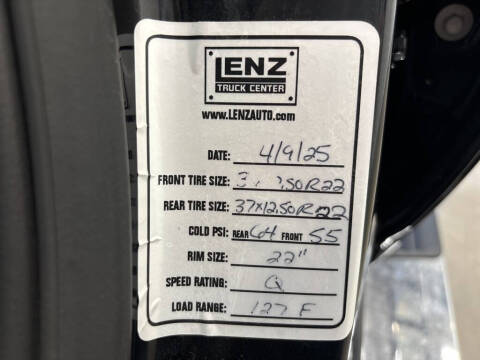 LENZ
TRUCK CENTER
www.LENZAUTO.com
DATE: 4/9/25
FRONT TIRE SIZE: .50R22
REAR TIRE SIZE: 37x12.50R22
COLD PSI: REAR 64 FRONT 55
RIM SIZE: 22"
SPEED RATING: Q
LOAD RANGE: 127 F